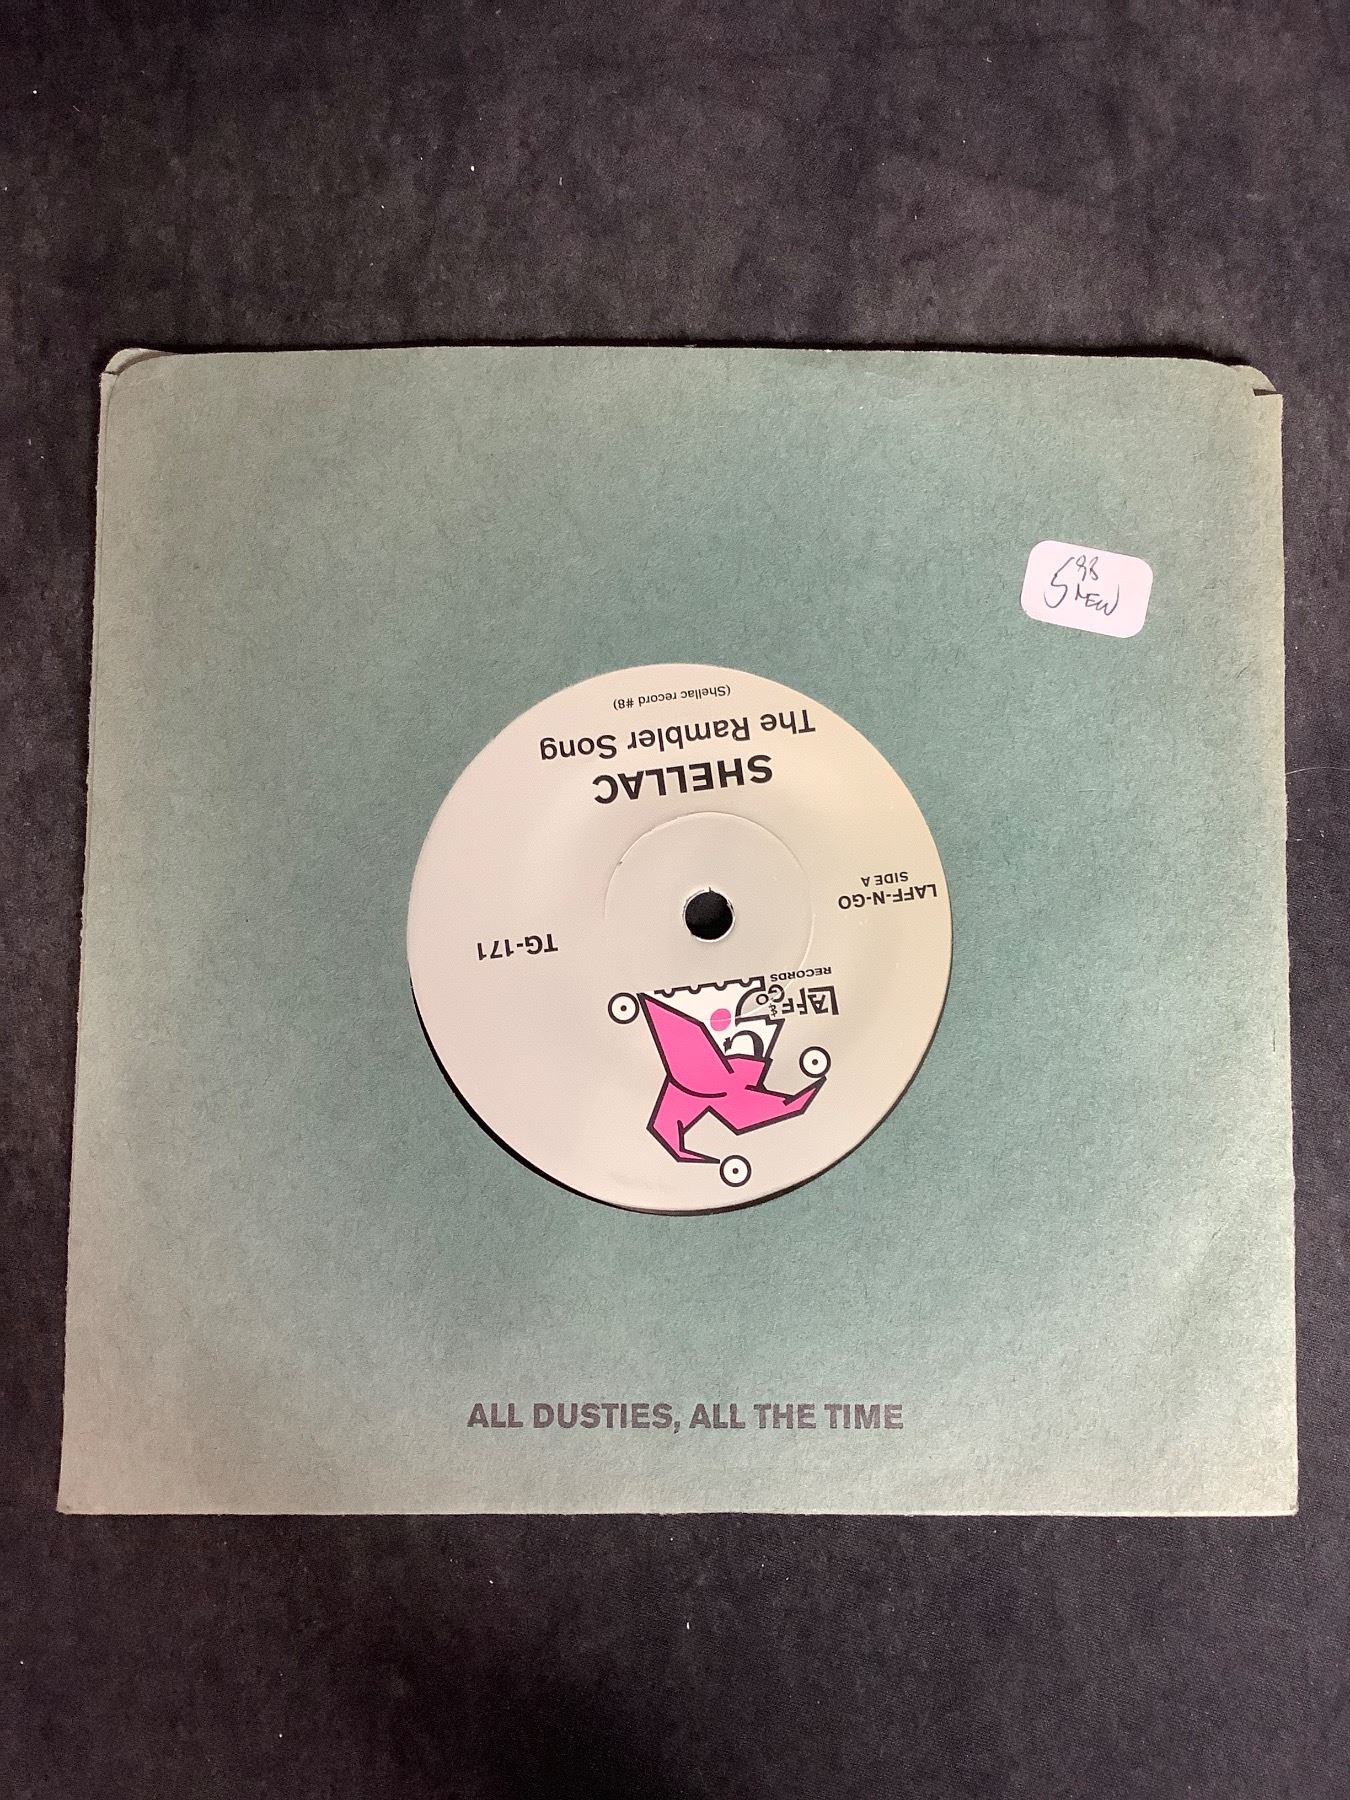 5 98
NEW
LAFF & GO
RECORDS
TG-171
LAFF-N-GO
SIDE A
SHELLAC
The Rambler Song
(Shellac record #8)
ALL DUSTIES, ALL THE TIME